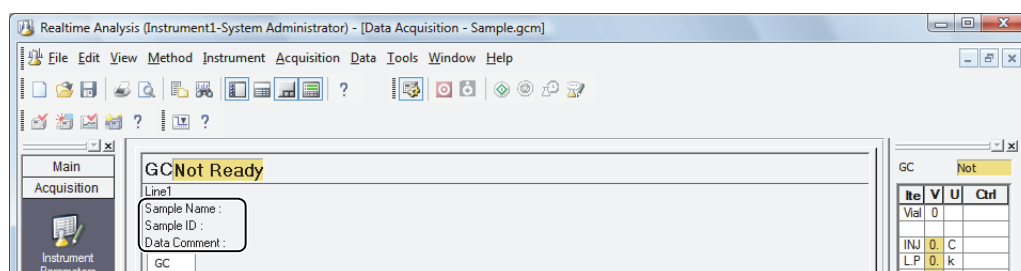 Realtime Analysis (Instrument1-System Administrator) - [Data Acquisition - Sample.gcm]
File Edit View Method Instrument Acquisition Data Tools Window Help
?
? ?
Main
Acquisition
Instrument
Parameters
GC Not Ready
Line1
Sample Name :
Sample ID :
Data Comment :
GC
GC Not
Ite V U Ctrl
Vial 0
INJ 0. C
L.P 0. k